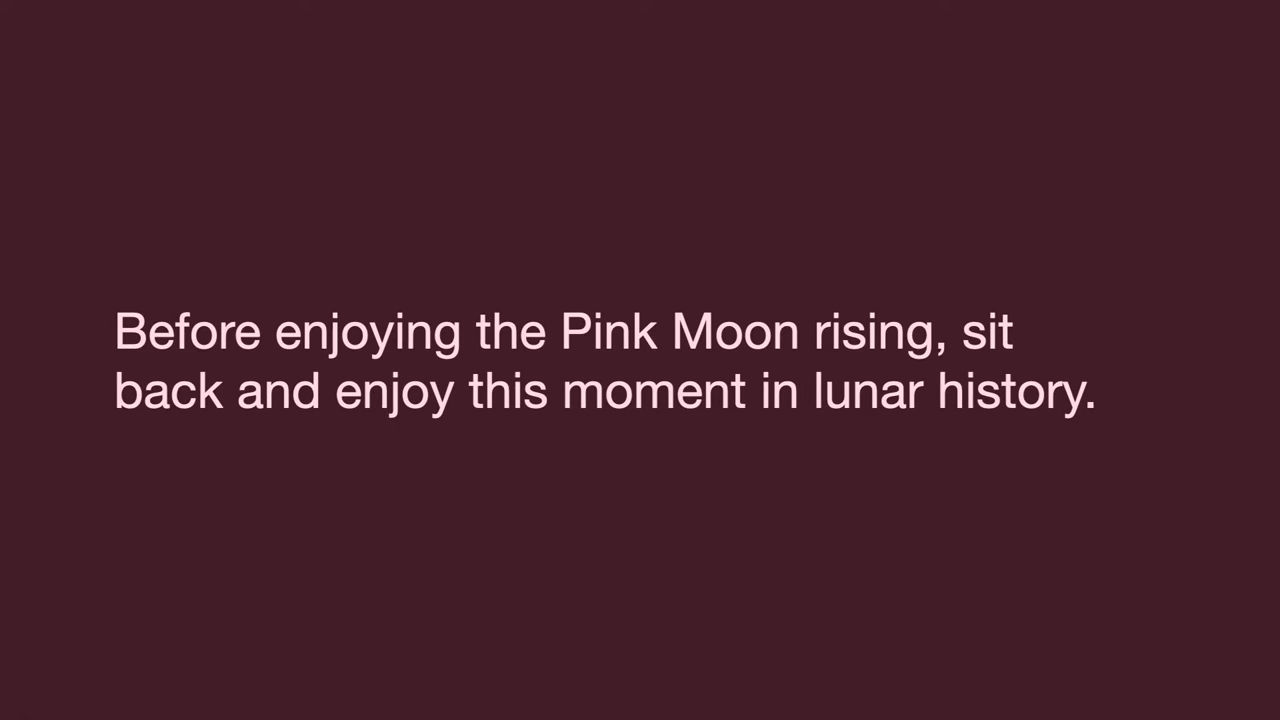 Before enjoying the Pink Moon rising, sit
back and enjoy this moment in lunar history.